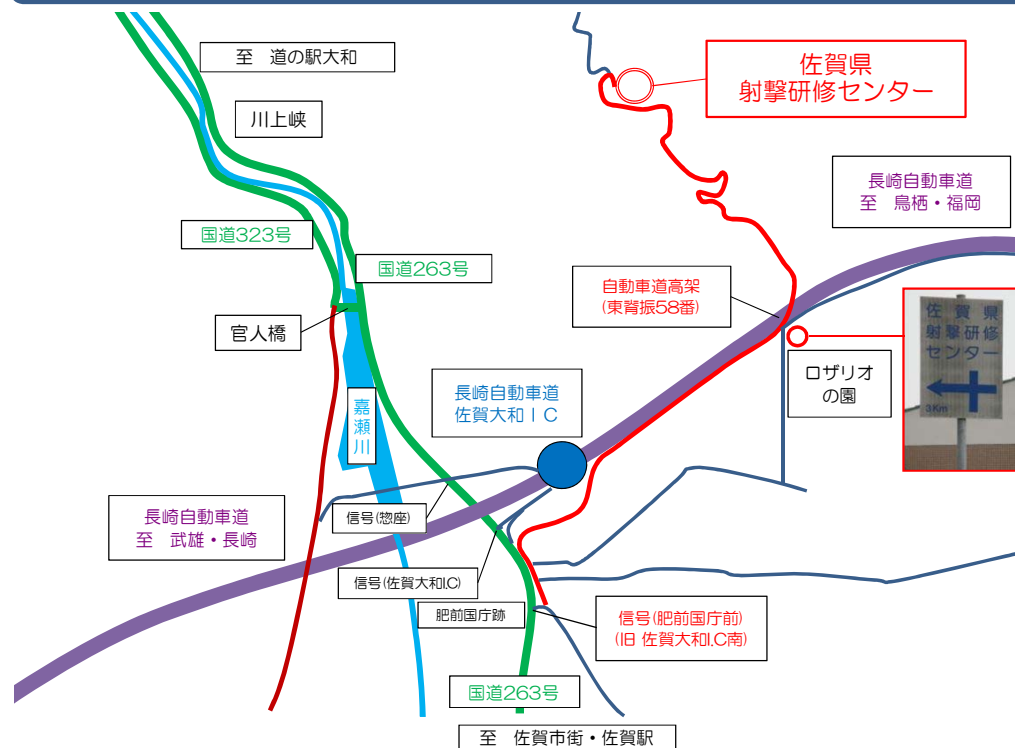 至 道の駅大和
川上峡
佐賀県
射撃研修センター
長崎自動車道
至 鳥栖・福岡
国道323号
国道263号
自動車道高架
(東脊振58番)
官人橋
佐賀県
射撃研修
センター
3Km
ロザリオ
の園
長崎自動車道
佐賀大和IC
嘉瀬川
長崎自動車道
至 武雄・長崎
信号(惣座)
信号(佐賀大和I.C)
肥前国庁跡
信号(肥前国庁前)
(旧 佐賀大和I.C南)
国道263号
至 佐賀市街・佐賀駅